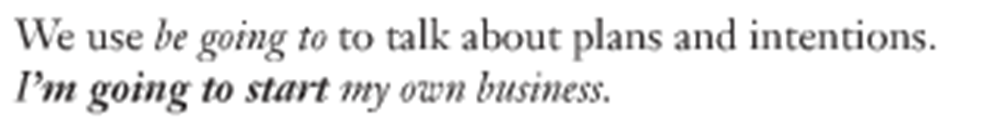 We use be going to to talk about plans and intentions.
I'm going to start my own business.